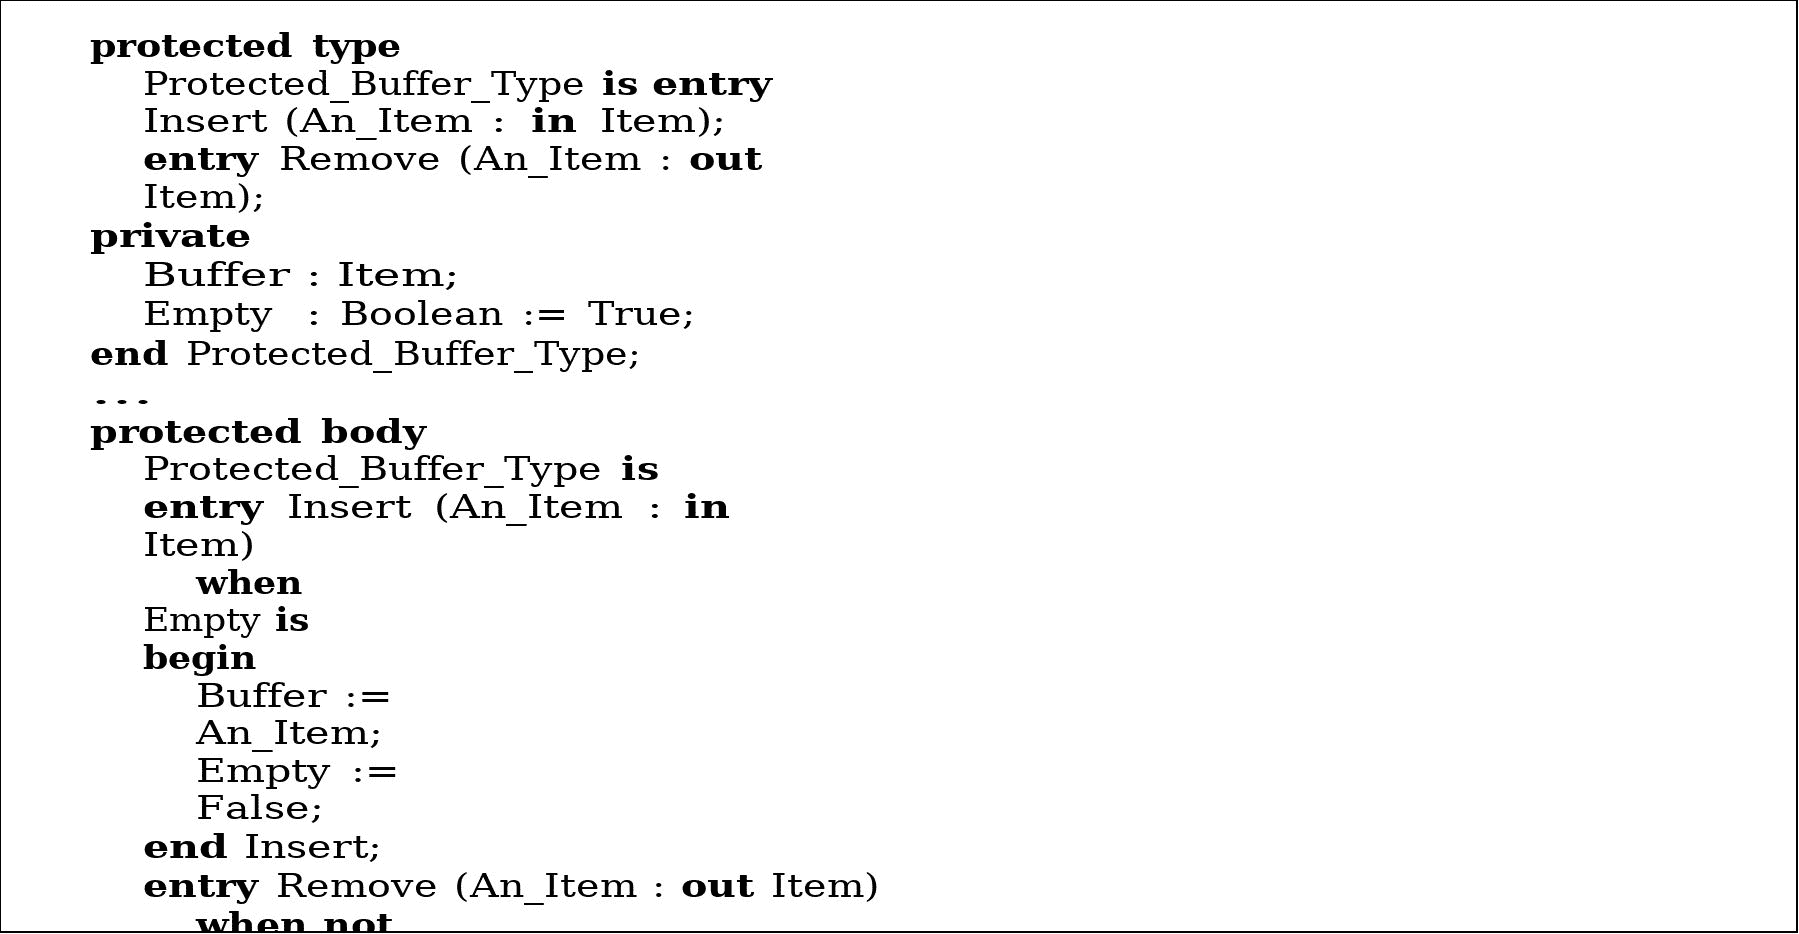 protected type
Protected_Buffer_Type is entry
Insert (An_Item : in Item);
entry Remove (An_Item : out
Item);
private
Buffer : Item;
Empty : Boolean := True;
end Protected_Buffer_Type;
...
protected body
Protected_Buffer_Type is
entry Insert (An_Item : in
Item)
when
Empty is
begin
Buffer :=
An_Item;
Empty :=
False;
end Insert;
entry Remove (An_Item : out Item)
when not